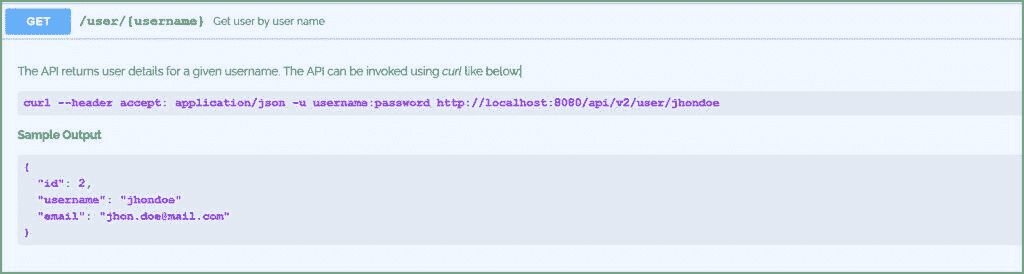 GET /user/{username} Get user by user name
The API returns user details for a given username. The API can be invoked using curl like below:
curl --header accept: application/json -u username:password http://localhost:8080/api/v2/user/jhondoe
Sample Output
{
"id": 2,
"username": "jhondoe"
"email": "jhon.doe@mail.com"
}